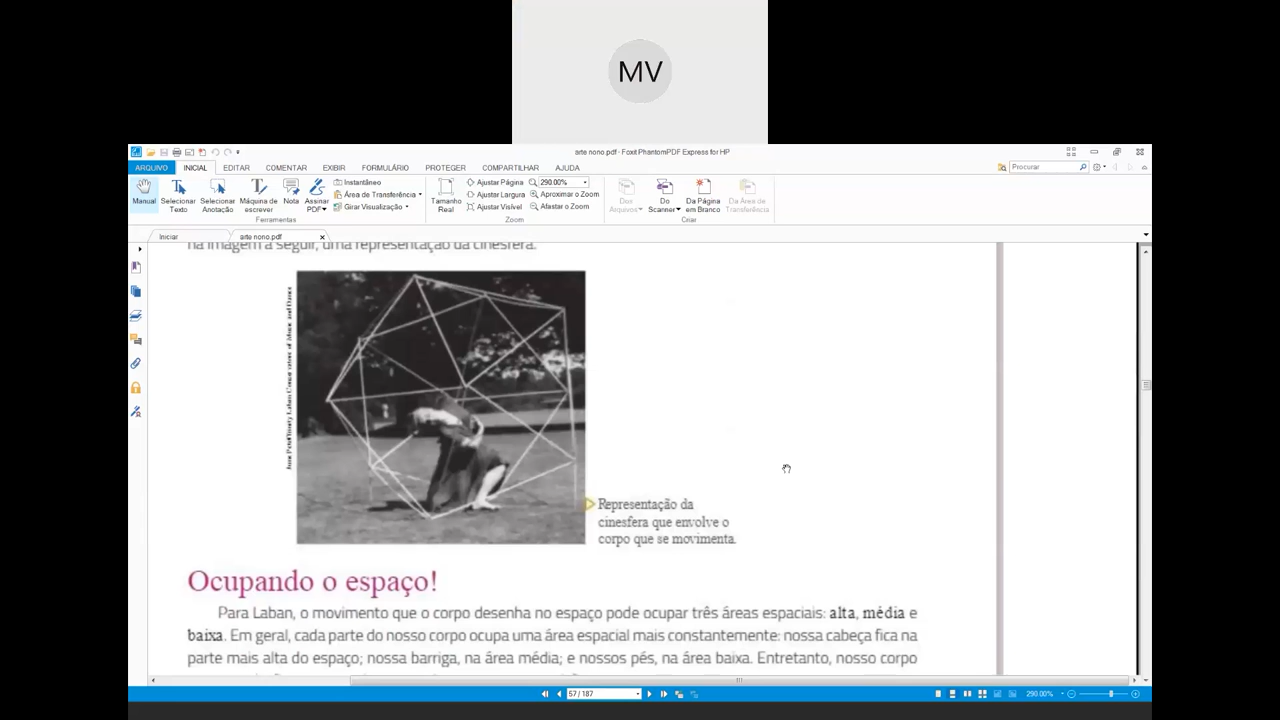 MV
arte nono.pdf - Foxit PhantomPDF Express for HP
ARQUIVO INICIAL EDITAR COMENTAR EXIBIR FORMULÁRIO PROTEGER COMPARTILHAR AJUDA
Procurar
Manual
Selecionar Texto
Selecionar Anotação
Máquina de escrever
Nota
Assinar PDF
Instantâneo
Área de Transferência
Girar Visualização
Ferramentas
Tamanho Real
Ajustar Página
Ajustar Largura
Ajustar Visível
290.00%
Aproximar o Zoom
Afastar o Zoom
Zoom
Dos Arquivos
Do Scanner
Da Página em Branco
Da Área de Transferência
Criar
Iniciar
arte nono.pdf
na imagem a seguir, uma representação da cinesfera.
Representação da
cinesfera que envolve o
corpo que se movimenta.
Ocupando o espaço!
Para Laban, o movimento que o corpo desenha no espaço pode ocupar três áreas espaciais: alta, média e
baixa. Em geral, cada parte do nosso corpo ocupa uma área espacial mais constantemente: nossa cabeça fica na
parte mais alta do espaço; nossa barriga, na área média; e nossos pés, na área baixa. Entretanto, nosso corpo
57 / 187
290.00%